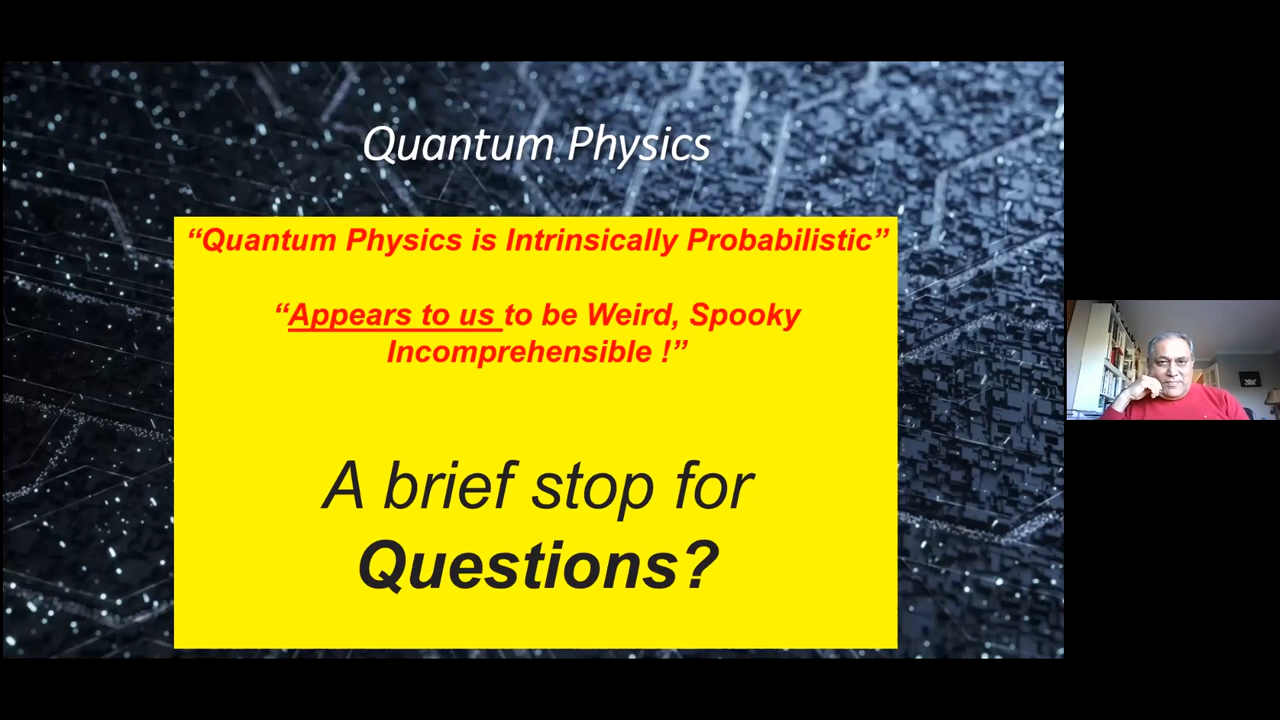 Quantum Physics
“Quantum Physics is Intrinsically Probabilistic”
“Appears to us to be Weird, Spooky
Incomprehensible !”
A brief stop for
Questions?